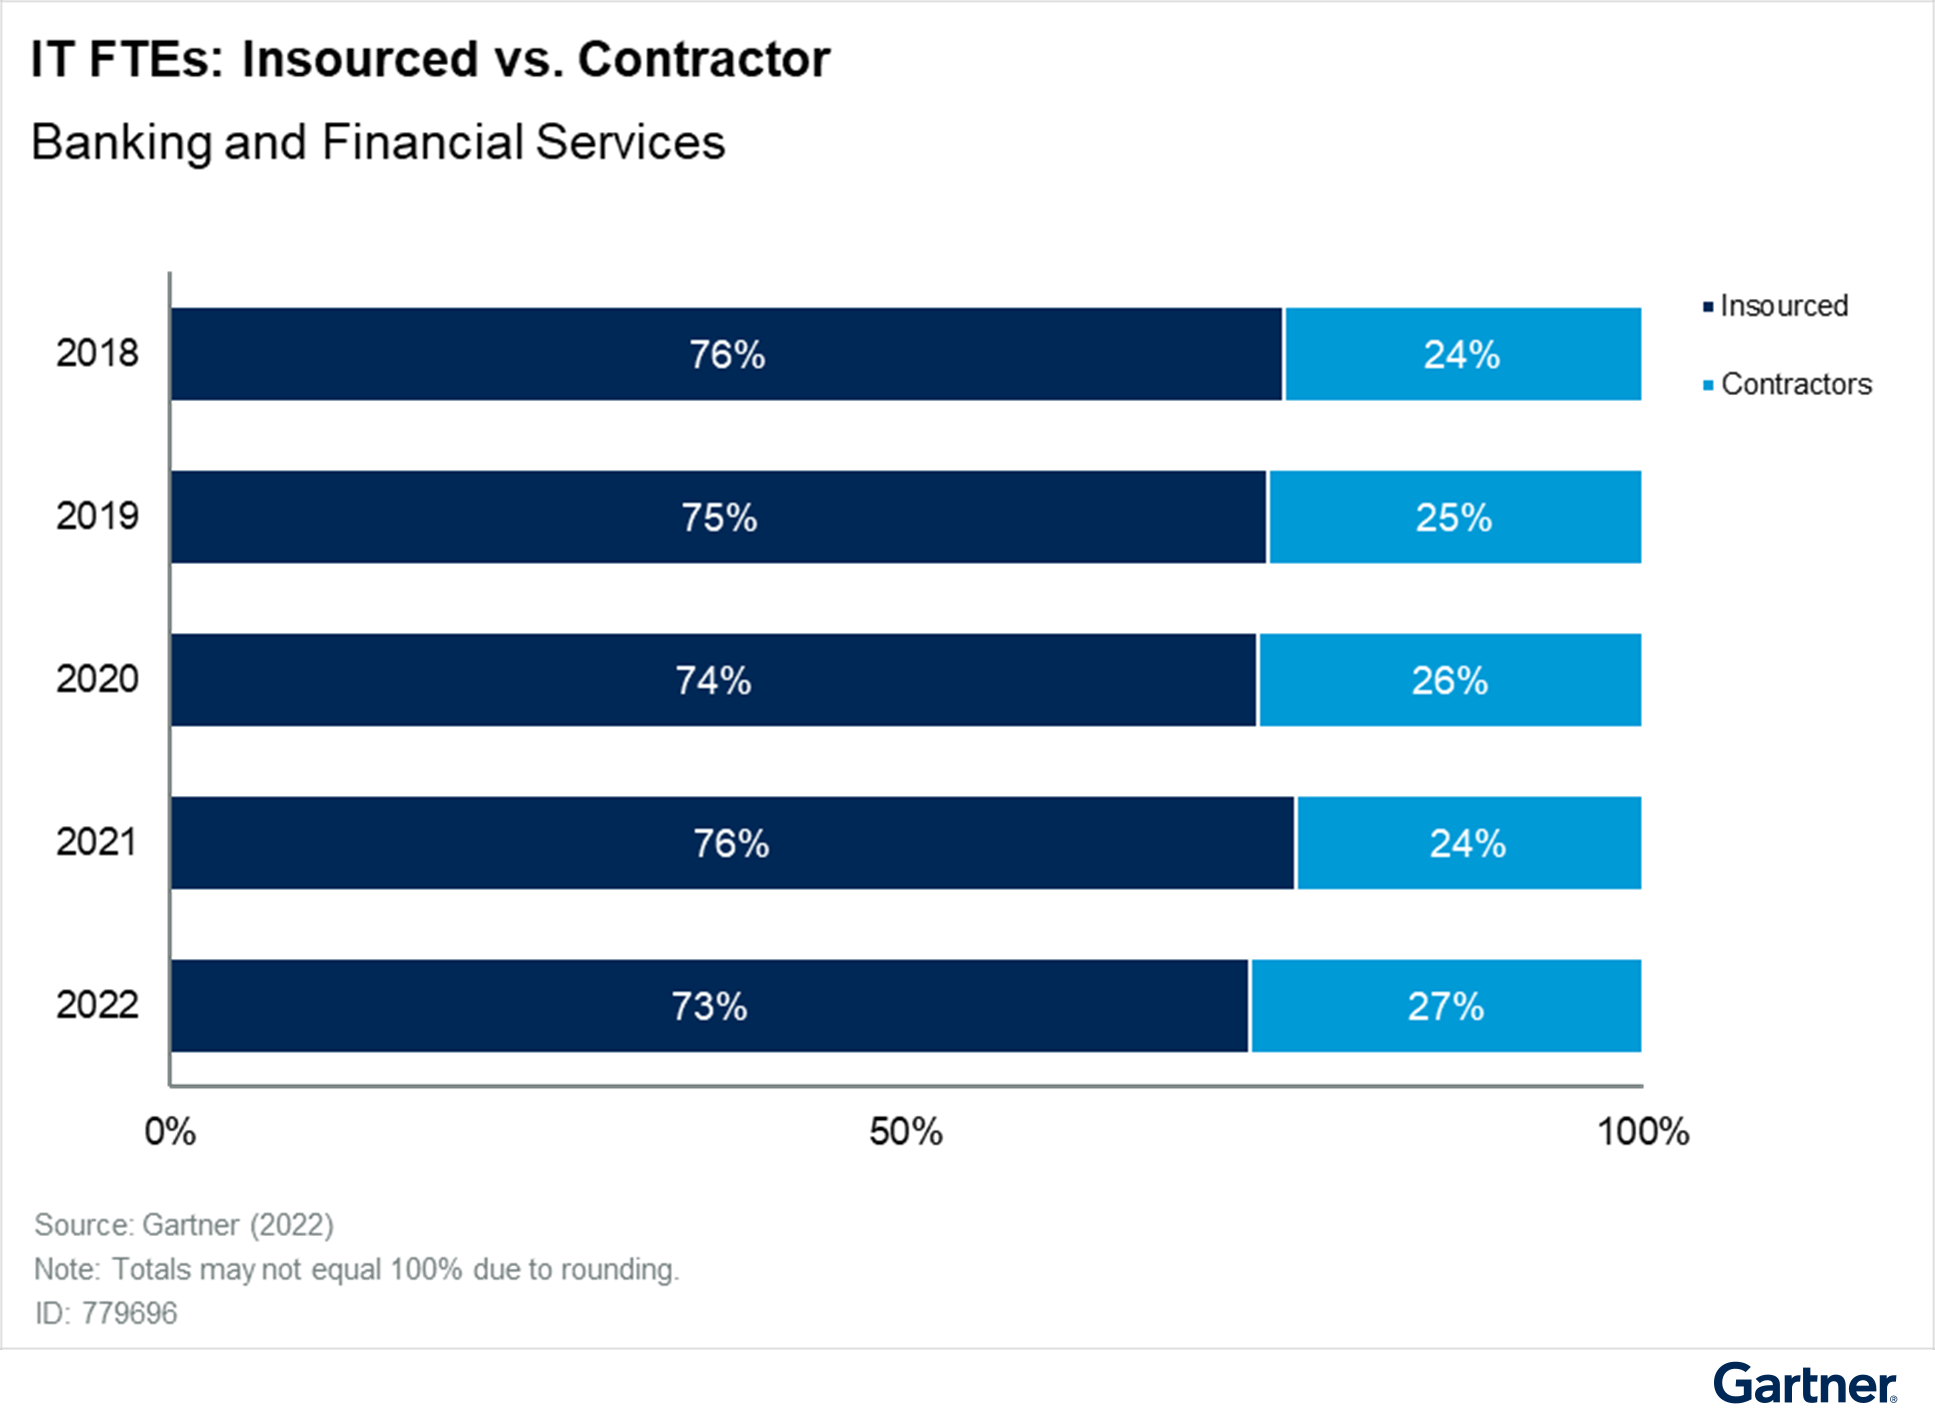 IT FTEs: Insourced vs. Contractor
Banking and Financial Services
Insourced
Contractors
2018 76% 24%
2019 75% 25%
2020 74% 26%
2021 76% 24%
2022 73% 27%
0% 50% 100%
Source: Gartner (2022)
Note: Totals may not equal 100% due to rounding.
ID: 779696
Gartner®